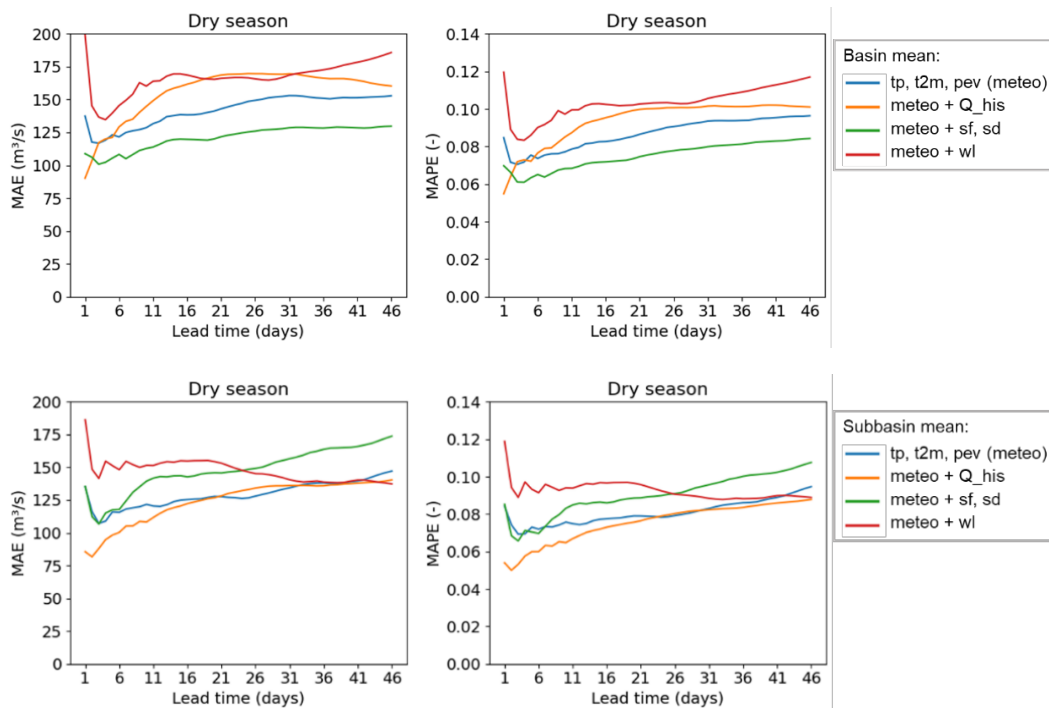 Dry season
200
175
150
125
100
75
50
25
0
MAE (m³/s)
1 6 11 16 21 26 31 36 41 46
Lead time (days)
Dry season
0.14
0.12
0.10
0.08
0.06
0.04
0.02
0.00
MAPE (-)
1 6 11 16 21 26 31 36 41 46
Lead time (days)
Basin mean:
tp, t2m, pev (meteo)
meteo + Q_his
meteo + sf, sd
meteo + wl
Dry season
200
175
150
125
100
75
50
25
0
MAE (m³/s)
1 6 11 16 21 26 31 36 41 46
Lead time (days)
Dry season
0.14
0.12
0.10
0.08
0.06
0.04
0.02
0.00
MAPE (-)
1 6 11 16 21 26 31 36 41 46
Lead time (days)
Subbasin mean:
tp, t2m, pev (meteo)
meteo + Q_his
meteo + sf, sd
meteo + wl